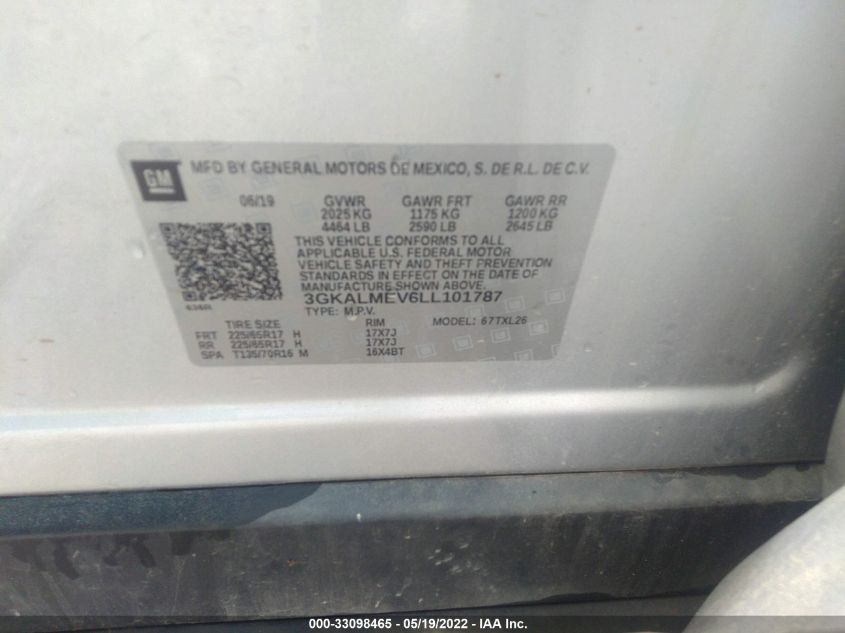 GM
MFD BY GENERAL MOTORS DE MEXICO, S. DE R.L. DE C.V.
06/19 GVWR GAWR FRT GAWR RR
2025 KG 1175 KG 1200 KG
4464 LB 2590 LB 2645 LB
THIS VEHICLE CONFORMS TO ALL
APPLICABLE U.S. FEDERAL MOTOR
VEHICLE SAFETY AND THEFT PREVENTION
STANDARDS IN EFFECT ON THE DATE OF
MANUFACTURE SHOWN ABOVE.
3GKALMEV6LL101787
TYPE: M.P.V. MODEL: 67TXL26
TIRE SIZE RIM
FRT 225/65R17 H 17X7J
RR 225/65R17 H 17X7J
SPA T135/70R16 M 16X4BT
000-33098465 - 05/19/2022 - IAA Inc.